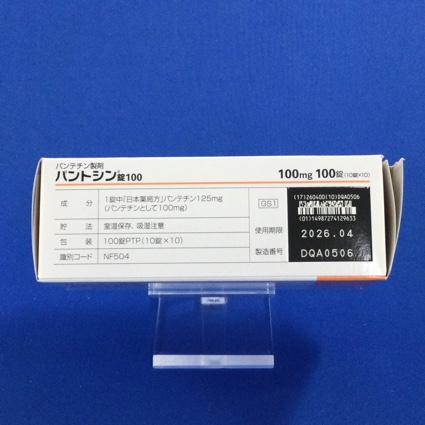 パンテチン製剤
パントシン®錠100
100mg 100錠(10錠×10)
成分 1錠中「日本薬局方」パンテチン125mg
(パンテチンとして100mg)
貯法 室温保存、吸湿注意
包装 100錠PTP(10錠×10)
識別コード NF504
GS1
(17)260400(10)DQA0506
(01)14987274129633
使用期限 2026.04
製造番号 DQA0506